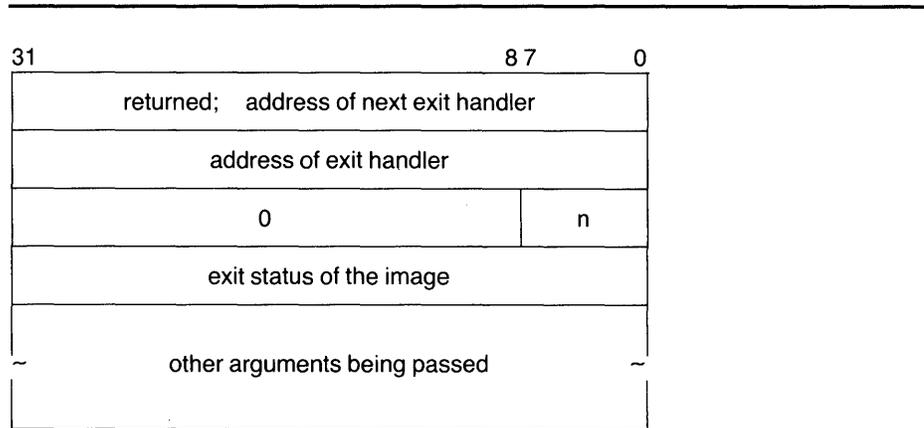 31 8 7 0
returned; address of next exit handler
address of exit handler
0 n
exit status of the image
~ other arguments being passed ~